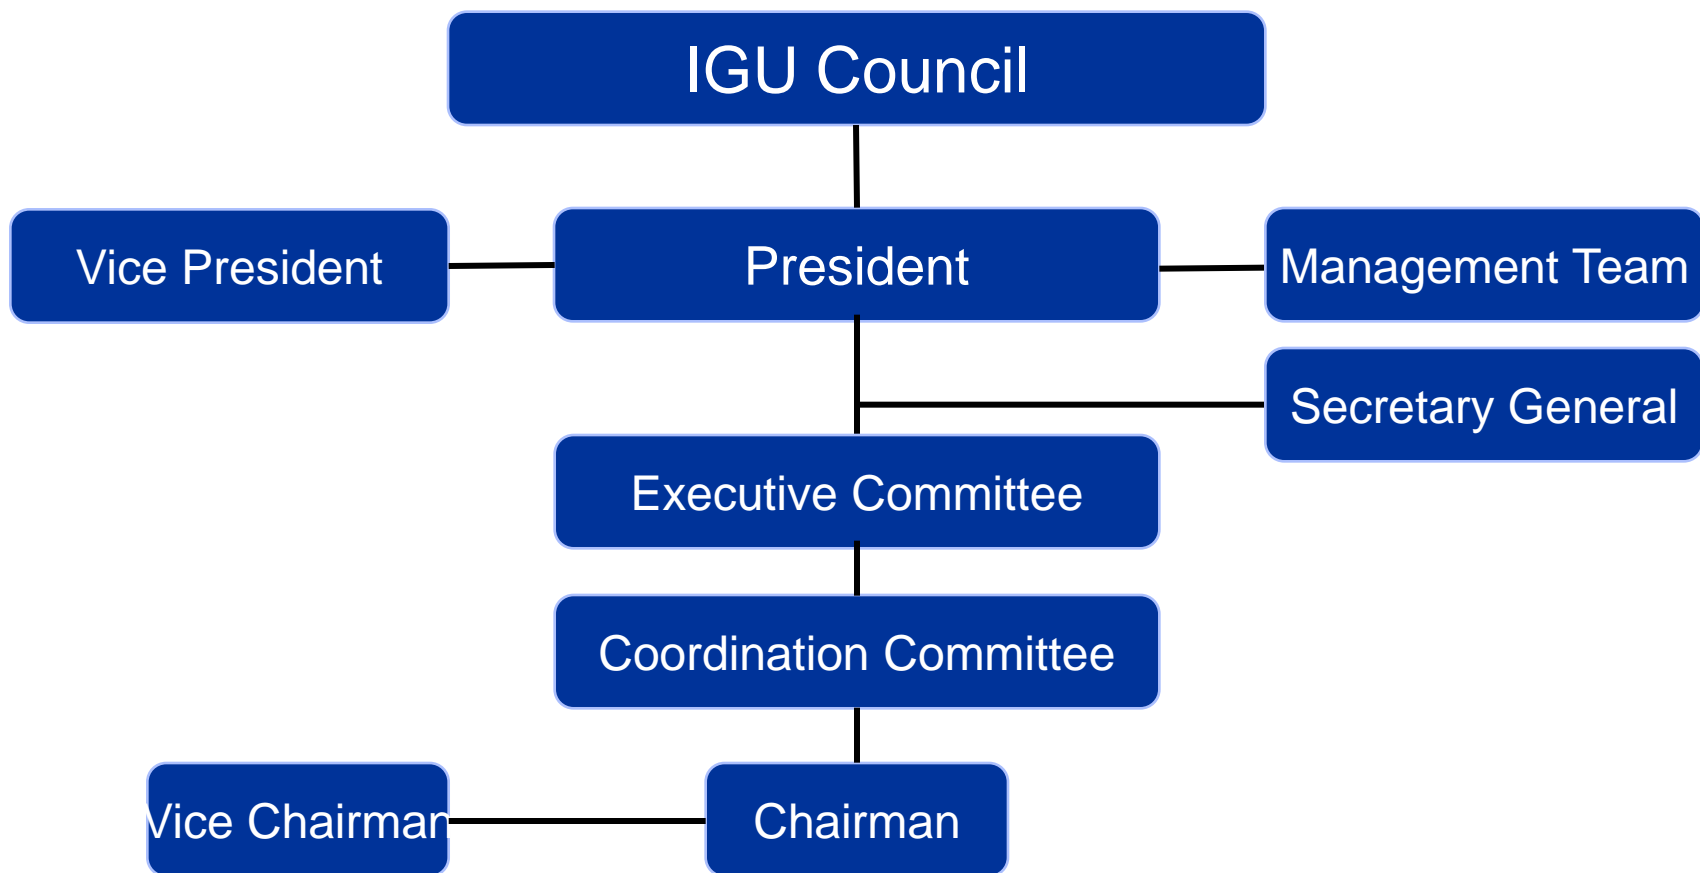 IGU Council
Vice President
President
Management Team
Secretary General
Executive Committee
Coordination Committee
Vice Chairman
Chairman